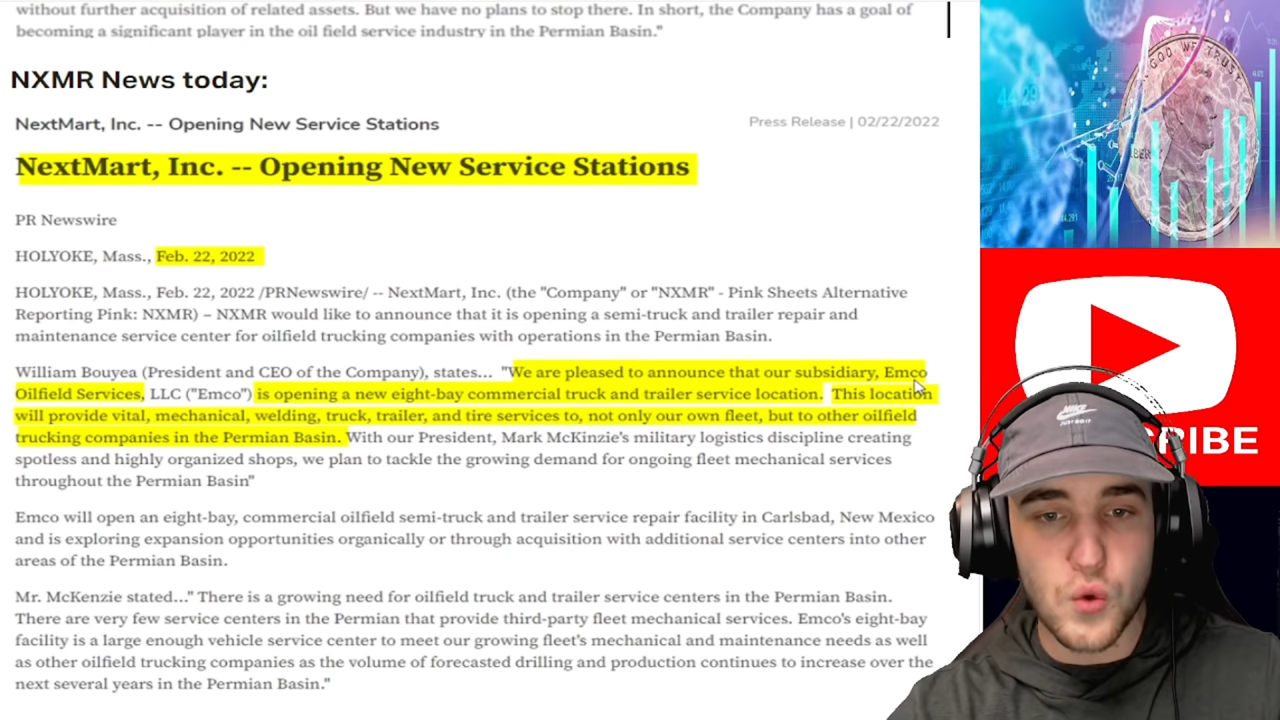 without further acquisition of related assets. But we have no plans to stop there. In short, the Company has a goal of
becoming a significant player in the oil field service industry in the Permian Basin."
NXMR News today:
NextMart, Inc. -- Opening New Service Stations
Press Release | 02/22/2022
NextMart, Inc. -- Opening New Service Stations
PR Newswire
HOLYOKE, Mass., Feb. 22, 2022
HOLYOKE, Mass., Feb. 22, 2022 /PRNewswire/ -- NextMart, Inc. (the "Company" or "NXMR" - Pink Sheets Alternative
Reporting Pink: NXMR) – NXMR would like to announce that it is opening a semi-truck and trailer repair and
maintenance service center for oilfield trucking companies with operations in the Permian Basin.
William Bouyea (President and CEO of the Company), states... "We are pleased to announce that our subsidiary, Emco
Oilfield Services, LLC ("Emco") is opening a new eight-bay commercial truck and trailer service location. This location
will provide vital, mechanical, welding, truck, trailer, and tire services to, not only our own fleet, but to other oilfield
trucking companies in the Permian Basin. With our President, Mark McKinzie's military logistics discipline creating
spotless and highly organized shops, we plan to tackle the growing demand for ongoing fleet mechanical services
throughout the Permian Basin"
Emco will open an eight-bay, commercial oilfield semi-truck and trailer service repair facility in Carlsbad, New Mexico
and is exploring expansion opportunities organically or through acquisition with additional service centers into other
areas of the Permian Basin.
Mr. McKenzie stated..." There is a growing need for oilfield truck and trailer service centers in the Permian Basin.
There are very few service centers in the Permian that provide third-party fleet mechanical services. Emco's eight-bay
facility is a large enough vehicle service center to meet our growing fleet's mechanical and maintenance needs as well
as other oilfield trucking companies as the volume of forecasted drilling and production continues to increase over the
next several years in the Permian Basin."
GOD WE TRUST
44.291
RIBE
NIKE
JUST DO IT